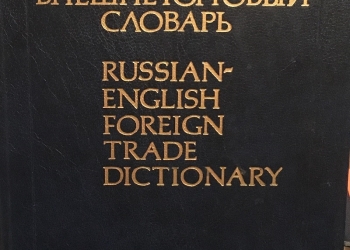 ВНЕШНЕТОРГОВЫЙ
СЛОВАРЬ
RUSSIAN-
ENGLISH
FOREIGN
TRADE
DICTIONARY